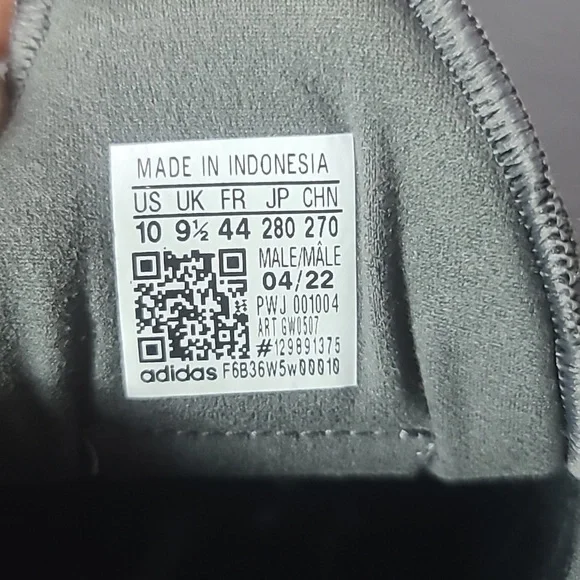 MADE IN INDONESIA
US UK FR JP CHN
10 9½ 44 280 270
MALE/MÂLE
04/22
PWJ 001004
ART GW0507
#129891375
adidas F6B36W5w00010